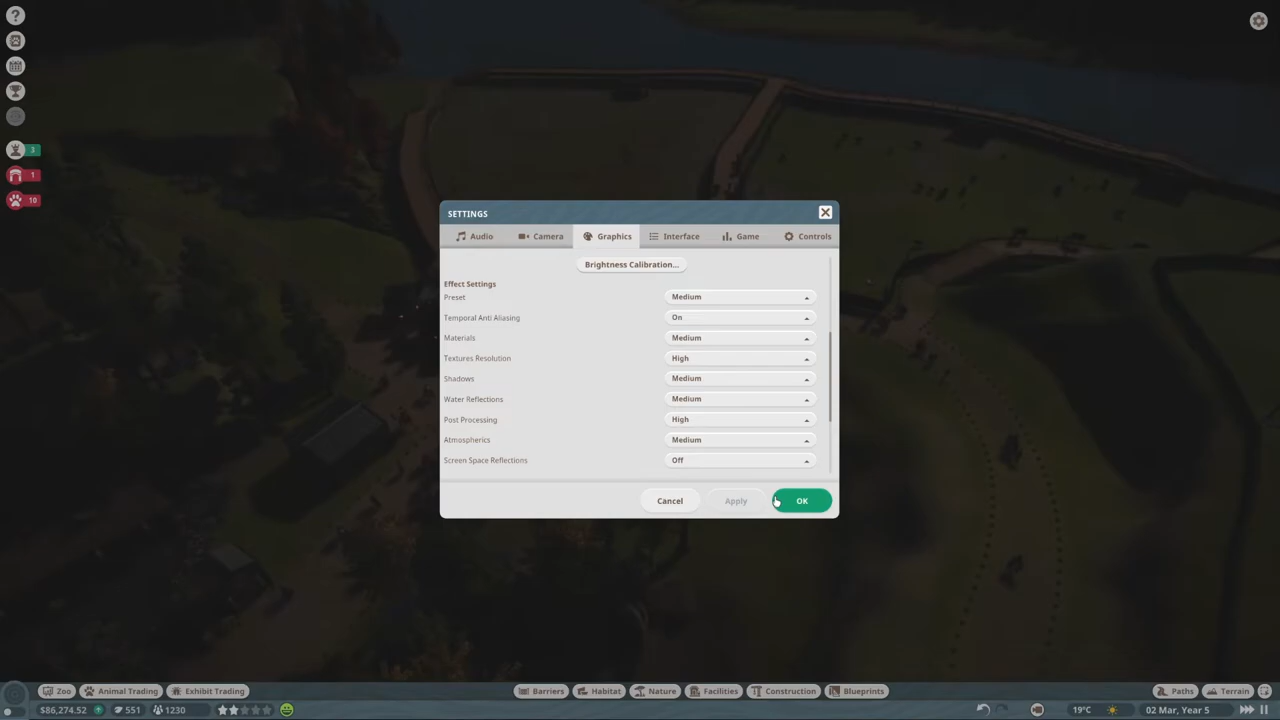 ?
3
1
10
SETTINGS
Audio Camera Graphics Interface Game Controls
Brightness Calibration...
Effect Settings
Preset Medium
Temporal Anti Aliasing On
Materials Medium
Textures Resolution High
Shadows Medium
Water Reflections Medium
Post Processing High
Atmospherics Medium
Screen Space Reflections Off
Cancel Apply OK
Zoo Animal Trading Exhibit Trading Barriers Habitat Nature Facilities Construction Blueprints Paths Terrain
$86,274.52 551 1230 19°C 02 Mar, Year 5